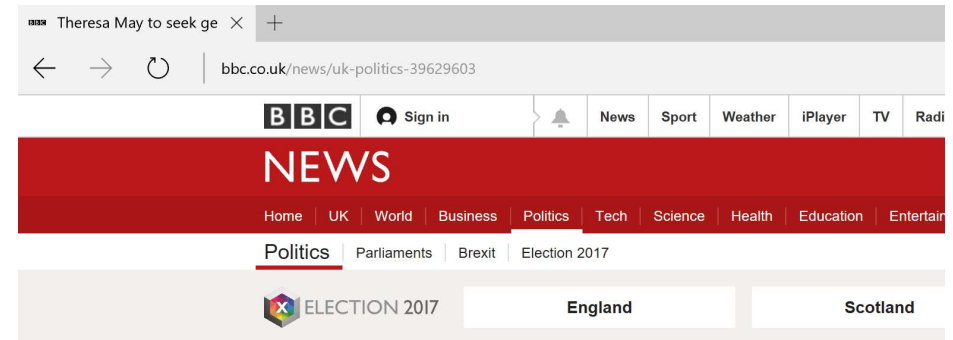 BBC Theresa May to seek ge
bbc.co.uk/news/uk-politics-39629603
BBC Sign in News Sport Weather iPlayer TV Radi
NEWS
Home UK World Business Politics Tech Science Health Education Entertain
Politics Parliaments Brexit Election 2017
X ELECTION 2017 England Scotland